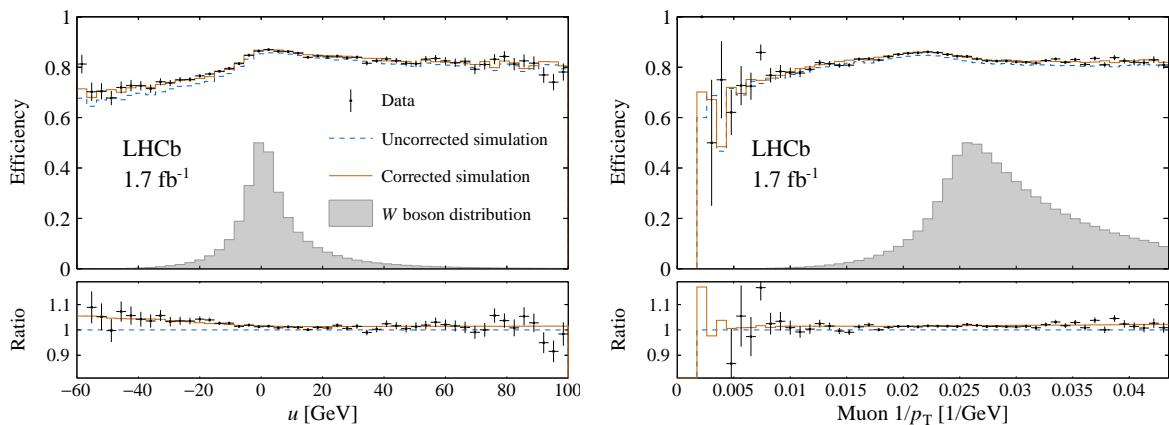 1
0.8
0.6
0.4
0.2
0
Efficiency
LHCb
1.7 fb⁻¹
Data
Uncorrected simulation
Corrected simulation
W boson distribution
1.1
1
0.9
Ratio
−60 −40 −20 0 20 40 60 80 100
u [GeV]
1
0.8
0.6
0.4
0.2
0
Efficiency
LHCb
1.7 fb⁻¹
1.1
1
0.9
Ratio
0 0.005 0.01 0.015 0.02 0.025 0.03 0.035 0.04
Muon 1/p_T [1/GeV]